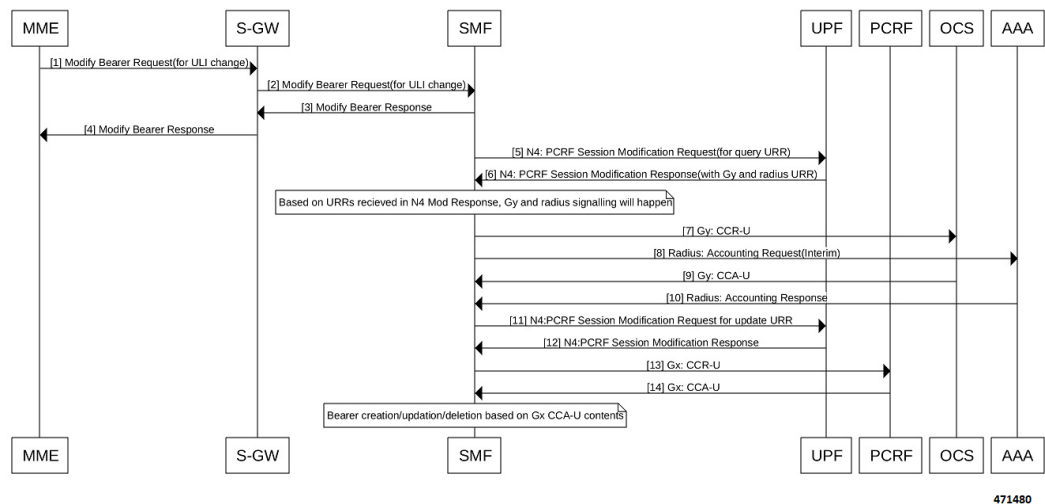 MME
S-GW
SMF
UPF
PCRF
OCS
AAA
[1] Modify Bearer Request(for ULI change)
[2] Modify Bearer Request(for ULI change)
[3] Modify Bearer Response
[4] Modify Bearer Response
[5] N4: PCRF Session Modification Request(for query URR)
[6] N4: PCRF Session Modification Response(with Gy and radius URR)
Based on URRs recieved in N4 Mod Response, Gy and radius signalling will happen
[7] Gy: CCR-U
[8] Radius: Accounting Request(Interim)
[9] Gy: CCA-U
[10] Radius: Accounting Response
[11] N4:PCRF Session Modification Request for update URR
[12] N4:PCRF Session Modification Response
[13] Gx: CCR-U
[14] Gx: CCA-U
Bearer creation/updation/deletion based on Gx CCA-U contents
MME
S-GW
SMF
UPF
PCRF
OCS
AAA
471480